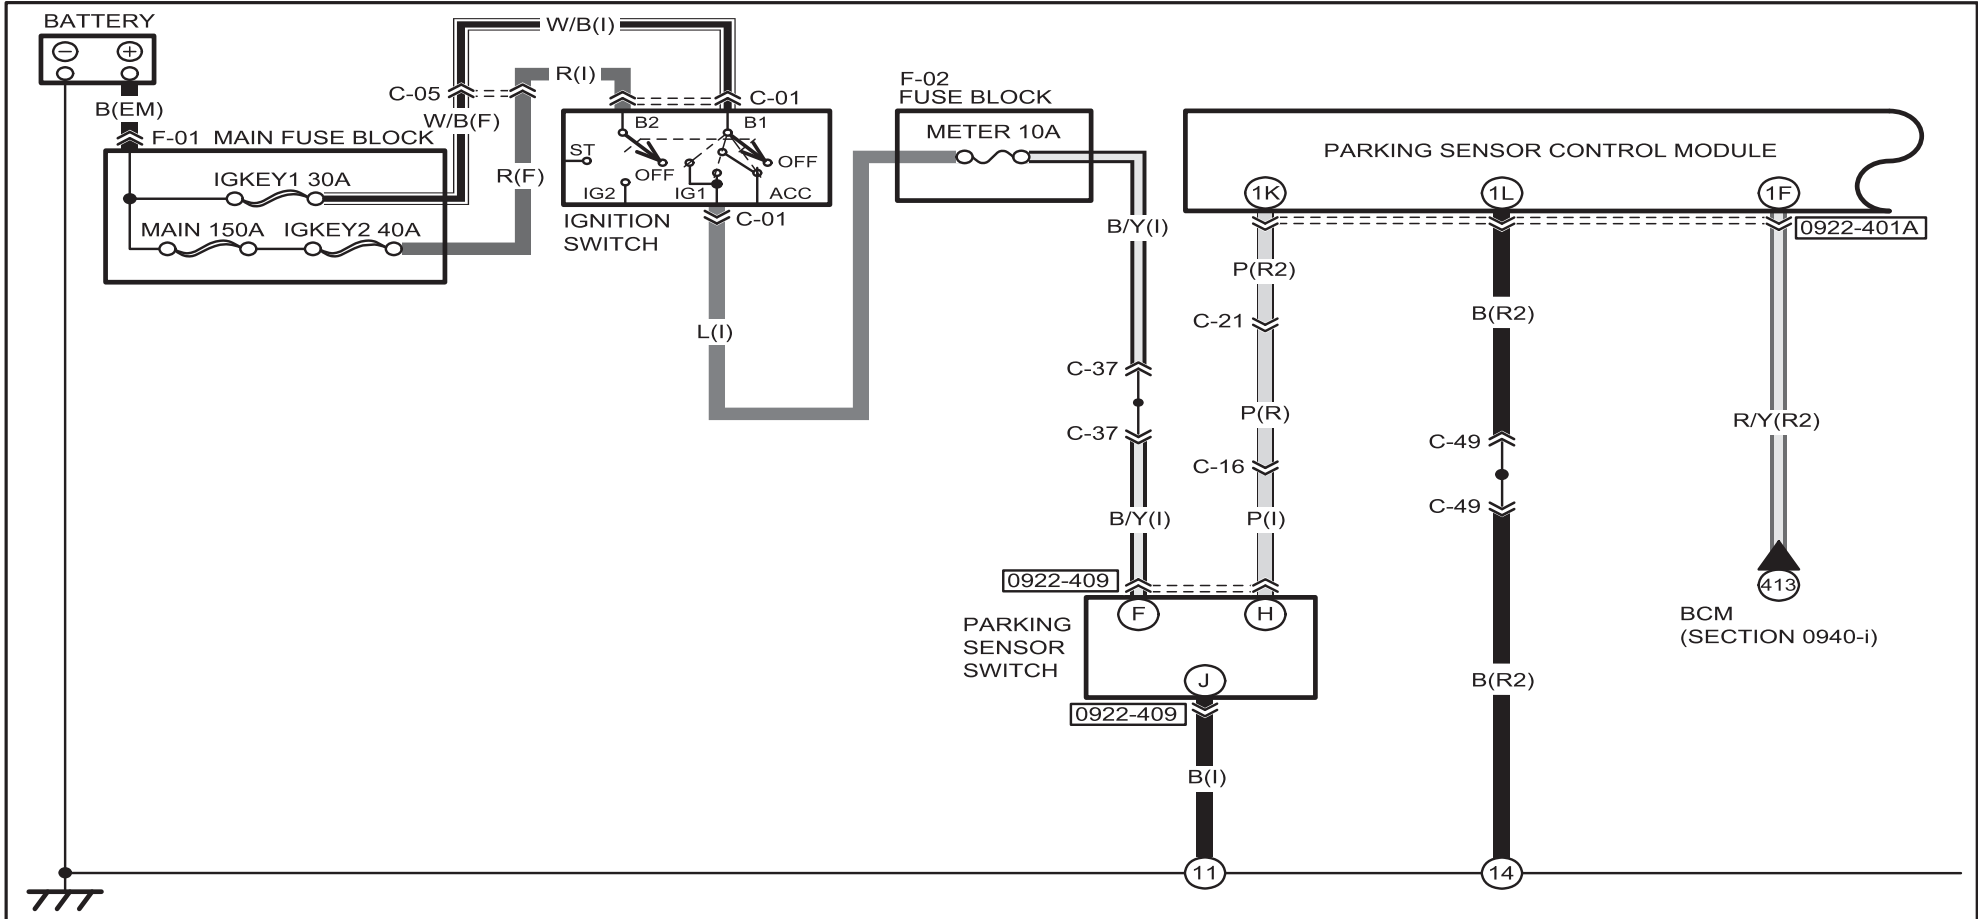 BATTERY
− +
B(EM)
F-01 MAIN FUSE BLOCK
IGKEY1 30A
MAIN 150A IGKEY2 40A
C-05
W/B(I)
W/B(F)
R(I)
R(F)
C-01
B2 B1
ST
OFF
OFF
IG2 IG1 ACC
IGNITION
SWITCH
C-01
L(I)
F-02
FUSE BLOCK
METER 10A
B/Y(I)
C-37
C-37
B/Y(I)
0922-409
F H
PARKING
SENSOR
SWITCH
J
0922-409
B(I)
11
PARKING SENSOR CONTROL MODULE
1K 1L 1F
0922-401A
P(R2)
C-21
P(R)
C-16
P(I)
B(R2)
C-49
C-49
B(R2)
14
R/Y(R2)
413
BCM
(SECTION 0940-i)